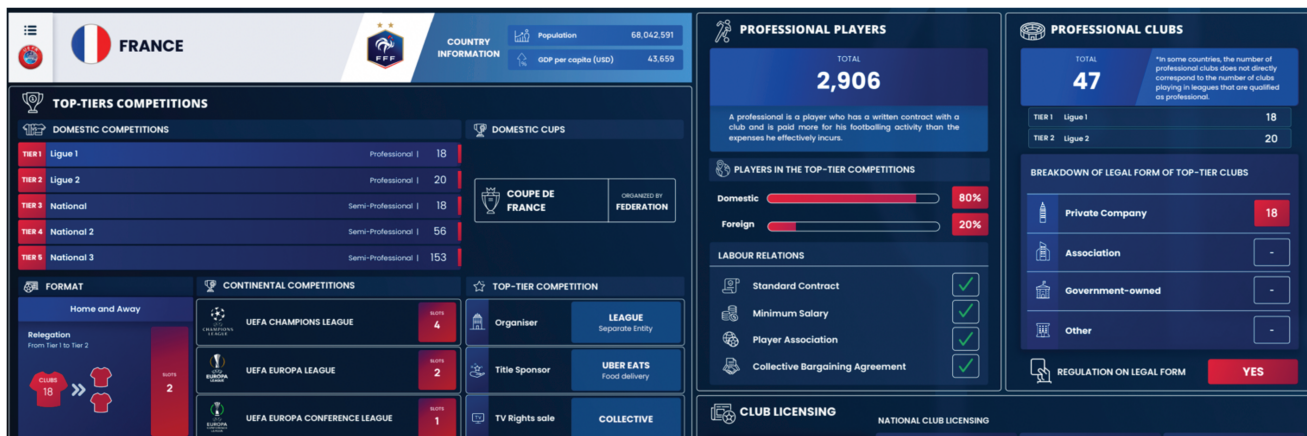 FRANCE
FFF
COUNTRY
INFORMATION
Population 68,042,591
GDP per capita (USD) 43,659
TOP-TIERS COMPETITIONS
DOMESTIC COMPETITIONS
TIER 1 Ligue 1 Professional | 18
TIER 2 Ligue 2 Professional | 20
TIER 3 National Semi-Professional | 18
TIER 4 National 2 Semi-Professional | 56
TIER 5 National 3 Semi-Professional | 153
DOMESTIC CUPS
COUPE DE
FRANCE
ORGANIZED BY
FEDERATION
FORMAT
Home and Away
Relegation
From Tier 1 to Tier 2
CLUBS
18
SLOTS
2
CONTINENTAL COMPETITIONS
CHAMPIONS
LEAGUE
UEFA CHAMPIONS LEAGUE
SLOTS
4
EUROPA
UEFA EUROPA LEAGUE
SLOTS
2
EUROPA
UEFA EUROPA CONFERENCE LEAGUE
SLOTS
1
TOP-TIER COMPETITION
Organiser
LEAGUE
Separate Entity
Title Sponsor
UBER EATS
Food delivery
TV
TV Rights sale
COLLECTIVE
PROFESSIONAL PLAYERS
TOTAL
2,906
A professional is a player who has a written contract with a
club and is paid more for his footballing activity than the
expenses he effectively incurs.
PLAYERS IN THE TOP-TIER COMPETITIONS
Domestic 80%
Foreign 20%
LABOUR RELATIONS
Standard Contract
Minimum Salary
Player Association
Collective Bargaining Agreement
PROFESSIONAL CLUBS
TOTAL
47
*In some countries, the number of
professional clubs does not directly
correspond to the number of clubs
playing in leagues that are qualified
as professional.
TIER 1 Ligue 1 18
TIER 2 Ligue 2 20
BREAKDOWN OF LEGAL FORM OF TOP-TIER CLUBS
Private Company 18
Association -
Government-owned -
Other -
REGULATION ON LEGAL FORM YES
CLUB LICENSING
NATIONAL CLUB LICENSING